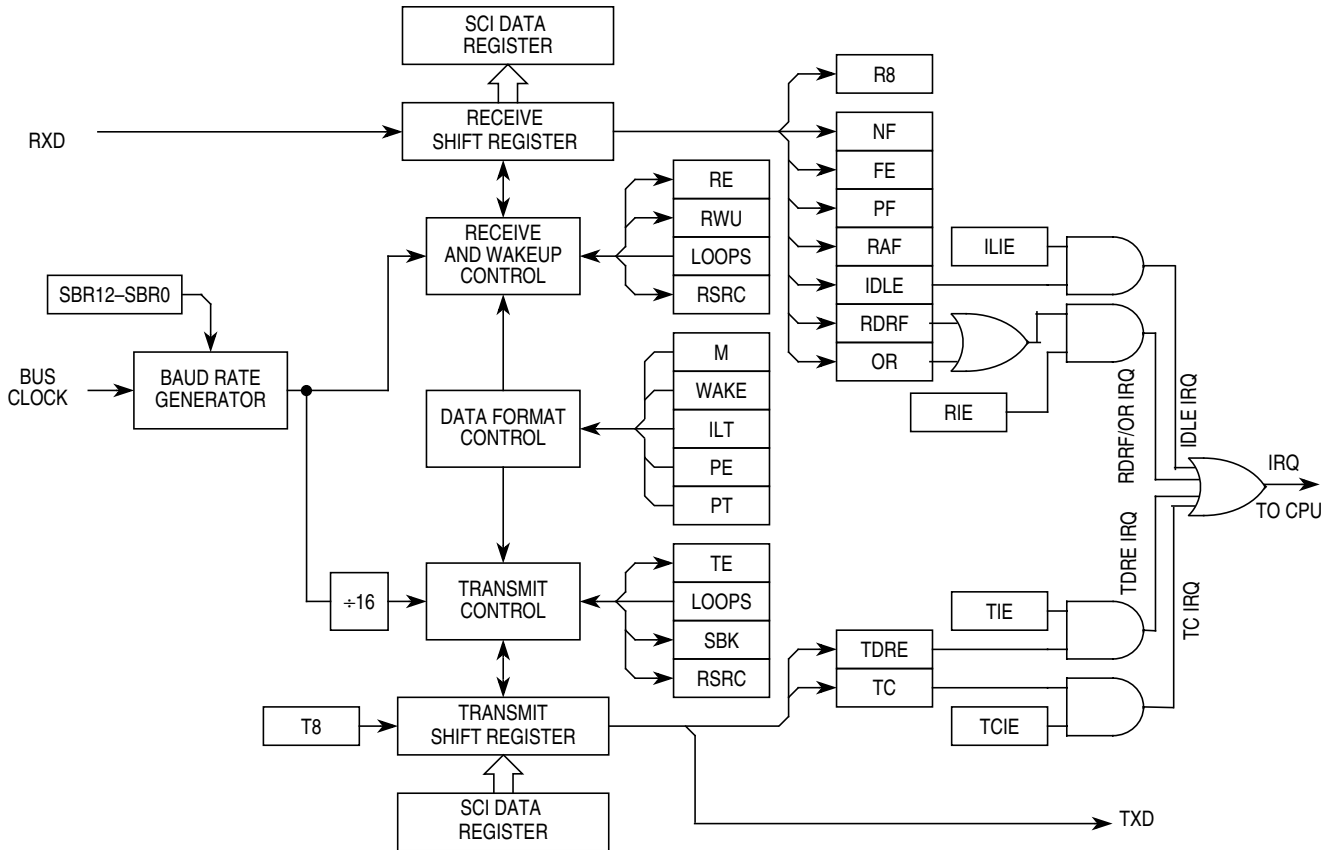 SCI DATA
REGISTER
RECEIVE
SHIFT REGISTER
RXD
R8
NF
FE
PF
RAF
IDLE
RDRF
OR
RE
RWU
LOOPS
RSRC
RECEIVE
AND WAKEUP
CONTROL
ILIE
SBR12–SBR0
BUS
CLOCK
BAUD RATE
GENERATOR
M
WAKE
ILT
PE
PT
DATA FORMAT
CONTROL
RIE
RDRF/OR IRQ
IDLE IRQ
IRQ
TO CPU
TDRE IRQ
TC IRQ
÷16
TRANSMIT
CONTROL
TE
LOOPS
SBK
RSRC
TIE
TDRE
TC
TCIE
T8
TRANSMIT
SHIFT REGISTER
SCI DATA
REGISTER
TXD